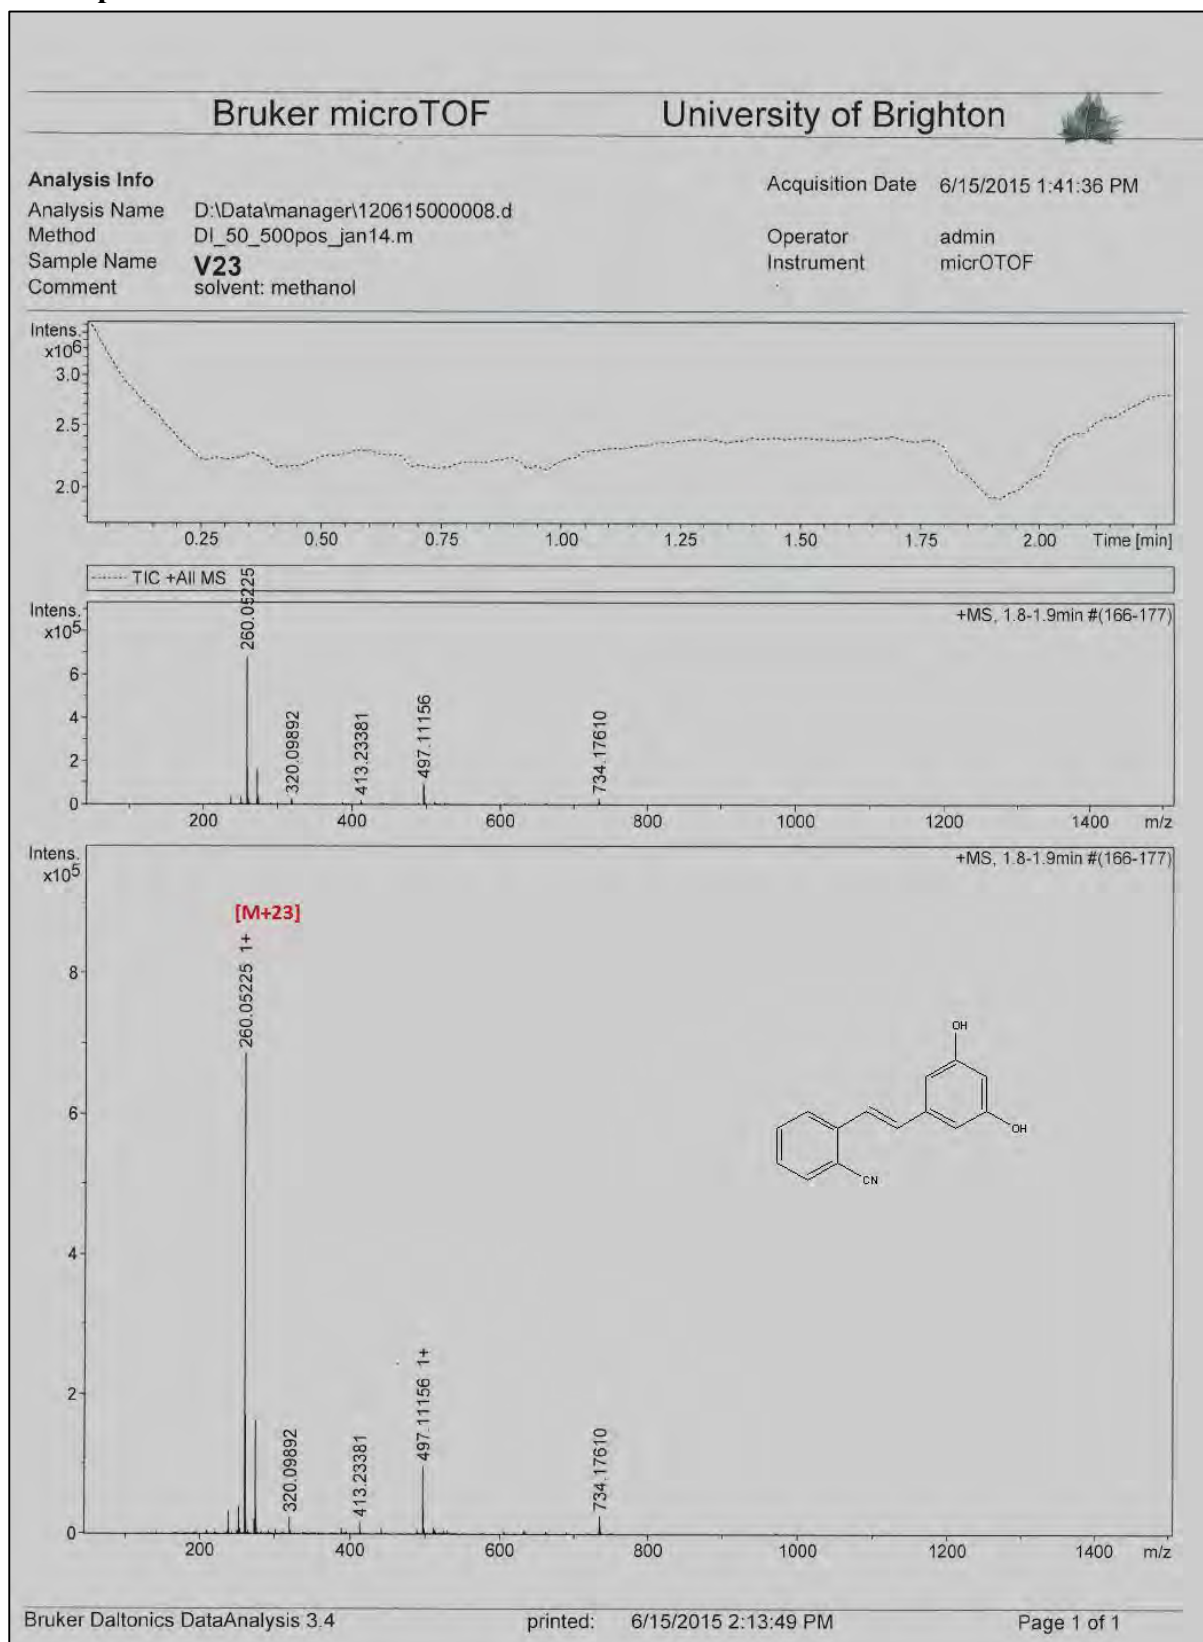 Bruker microTOF University of Brighton
Analysis Info Acquisition Date 6/15/2015 1:41:36 PM
Analysis Name D:\Data\manager\120615000008.d
Method DI_50_500pos_jan14.m Operator admin
Sample Name V23 Instrument micrOTOF
Comment solvent: methanol
Intens.
x10^6
3.0
2.5
2.0
0.25 0.50 0.75 1.00 1.25 1.50 1.75 2.00 Time [min]
TIC +All MS
Intens.
x10^5
+MS, 1.8-1.9min #(166-177)
260.05225
6
4
2
0
320.09892
413.23381
497.11156
734.17610
200 400 600 800 1000 1200 1400 m/z
Intens.
x10^5
+MS, 1.8-1.9min #(166-177)
[M+23]
260.05225 1+
8
6
4
2
0
OH
OH
CN
320.09892
413.23381
497.11156 1+
734.17610
200 400 600 800 1000 1200 1400 m/z
Bruker Daltonics DataAnalysis 3.4 printed: 6/15/2015 2:13:49 PM Page 1 of 1